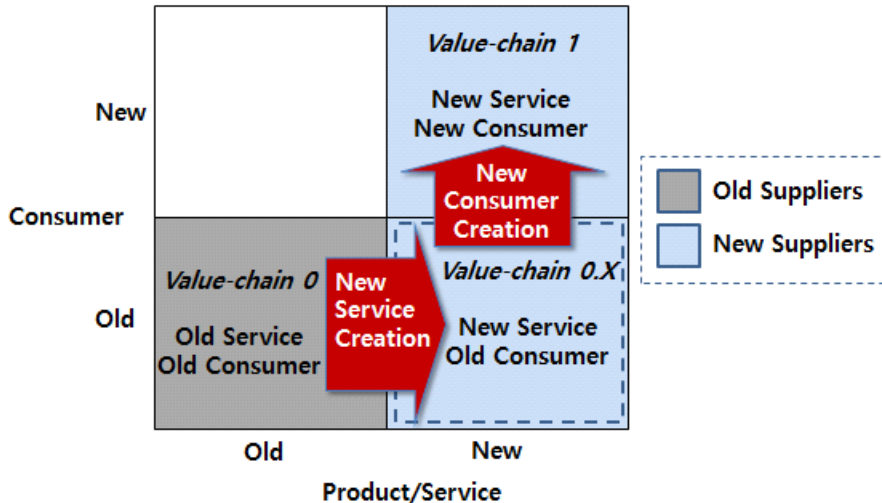 Value-chain 1
New Service
New Consumer
New
New
Consumer
Creation
Consumer
Old Suppliers
New Suppliers
Value-chain 0
Old Service
Old Consumer
New
Service
Creation
Value-chain 0.X
New Service
Old Consumer
Old
Old
New
Product/Service